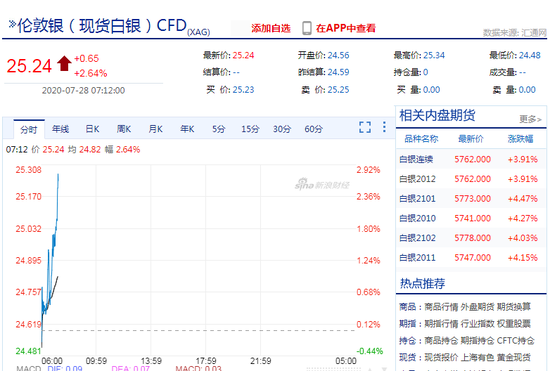 伦敦银（现货白银）CFD(XAG) 添加自选 在APP中查看 数据来源: 汇通网
25.24 +0.65 +2.64%
2020-07-28 07:12:00
最新价: 25.24 开盘价: 24.56 最高价: 25.34 最低价: 24.48
结算价: -- 昨结算: 24.59 持仓量: 0 成交量: --
买 价: 25.23 卖 价: 25.25 买 量: 0.00 卖 量: 0.00
分时 年线 日K 周K 月K 年K 5分 15分 30分 60分
07:12 价 25.24 均 24.82 幅 2.64%
25.308 2.92%
25.170 2.36%
25.032 1.80%
24.895 1.24%
24.757 0.68%
24.619 0.12%
24.481 -0.44%
06:00 09:59 13:59 17:59 21:59 05:00
sina新浪财经
MACD DIF: 0.09 DEA: 0.07 MACD: 0.03
相关内盘期货 更多>
品种名称 最新价 涨跌幅
白银连续 5762.000 +3.91%
白银2012 5762.000 +3.91%
白银2101 5773.000 +4.47%
白银2010 5741.000 +4.27%
白银2102 5778.000 +4.03%
白银2011 5747.000 +4.15%
热点推荐
商品: 商品行情 外盘期货 期货换算
期指: 期指行情 行业指数 权重股票
持仓: 商品持仓 期指持仓 CFTC持仓
现货: 现货报价 上海有色 黄金现货